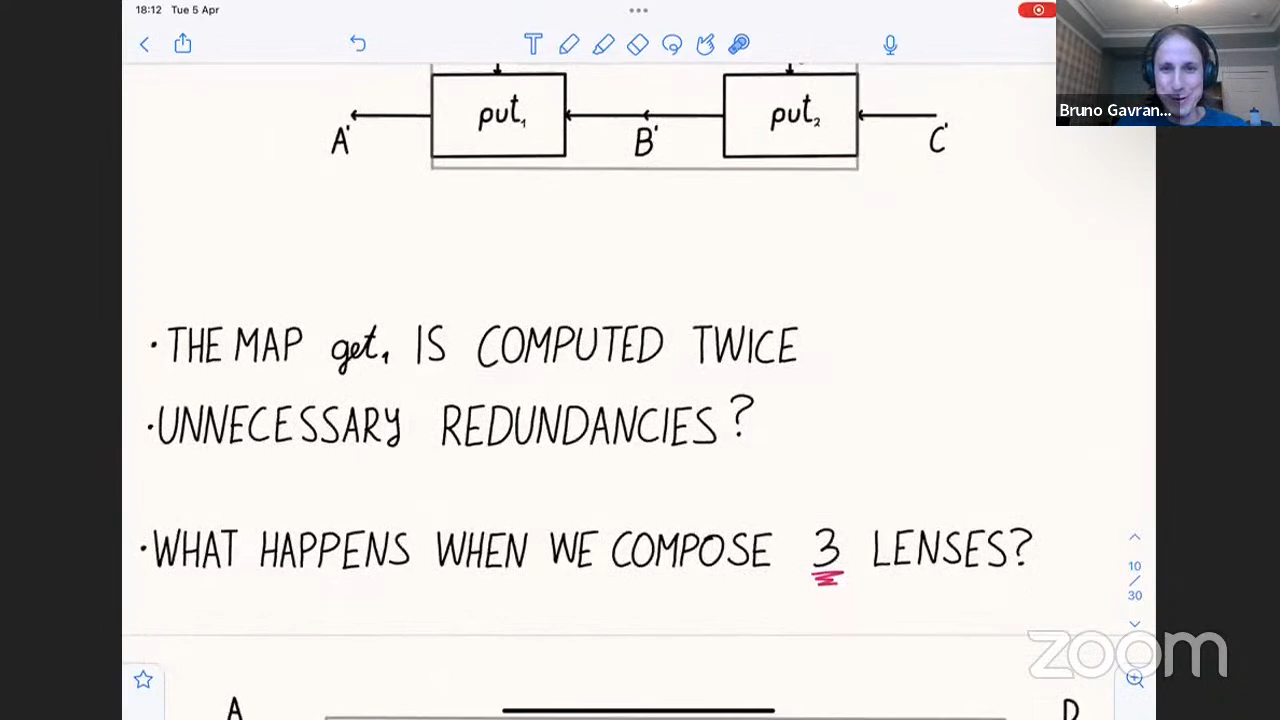 18:12 Tue 5 Apr
Bruno Gavran...
put₁
put₂
A'
B'
C'
·THE MAP get₁ IS COMPUTED TWICE
·UNNECESSARY REDUNDANCIES?
·WHAT HAPPENS WHEN WE COMPOSE 3 LENSES?
10
/
30
zoom
A
D